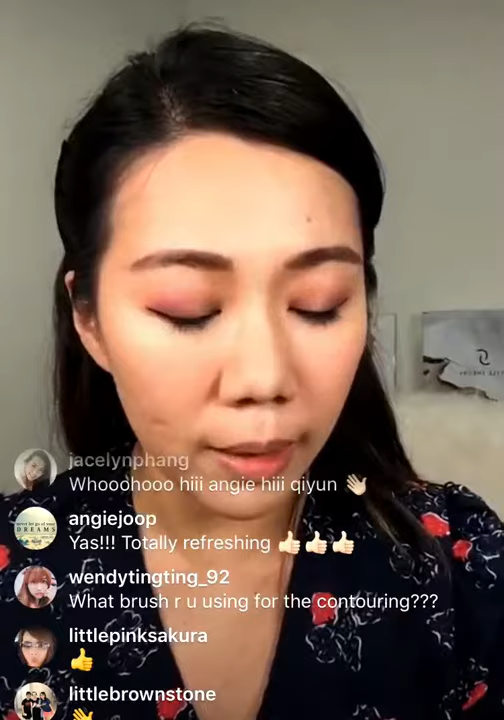 jacelynphang
Whooohooo hiii angie hiii qiyun 👋🏻
angiejoop
Yas!!! Totally refreshing 👍🏻👍🏻👍🏻
wendytingting_92
What brush r u using for the contouring???
littlepinksakura
👍
littlebrownstone
👋
DREAMS